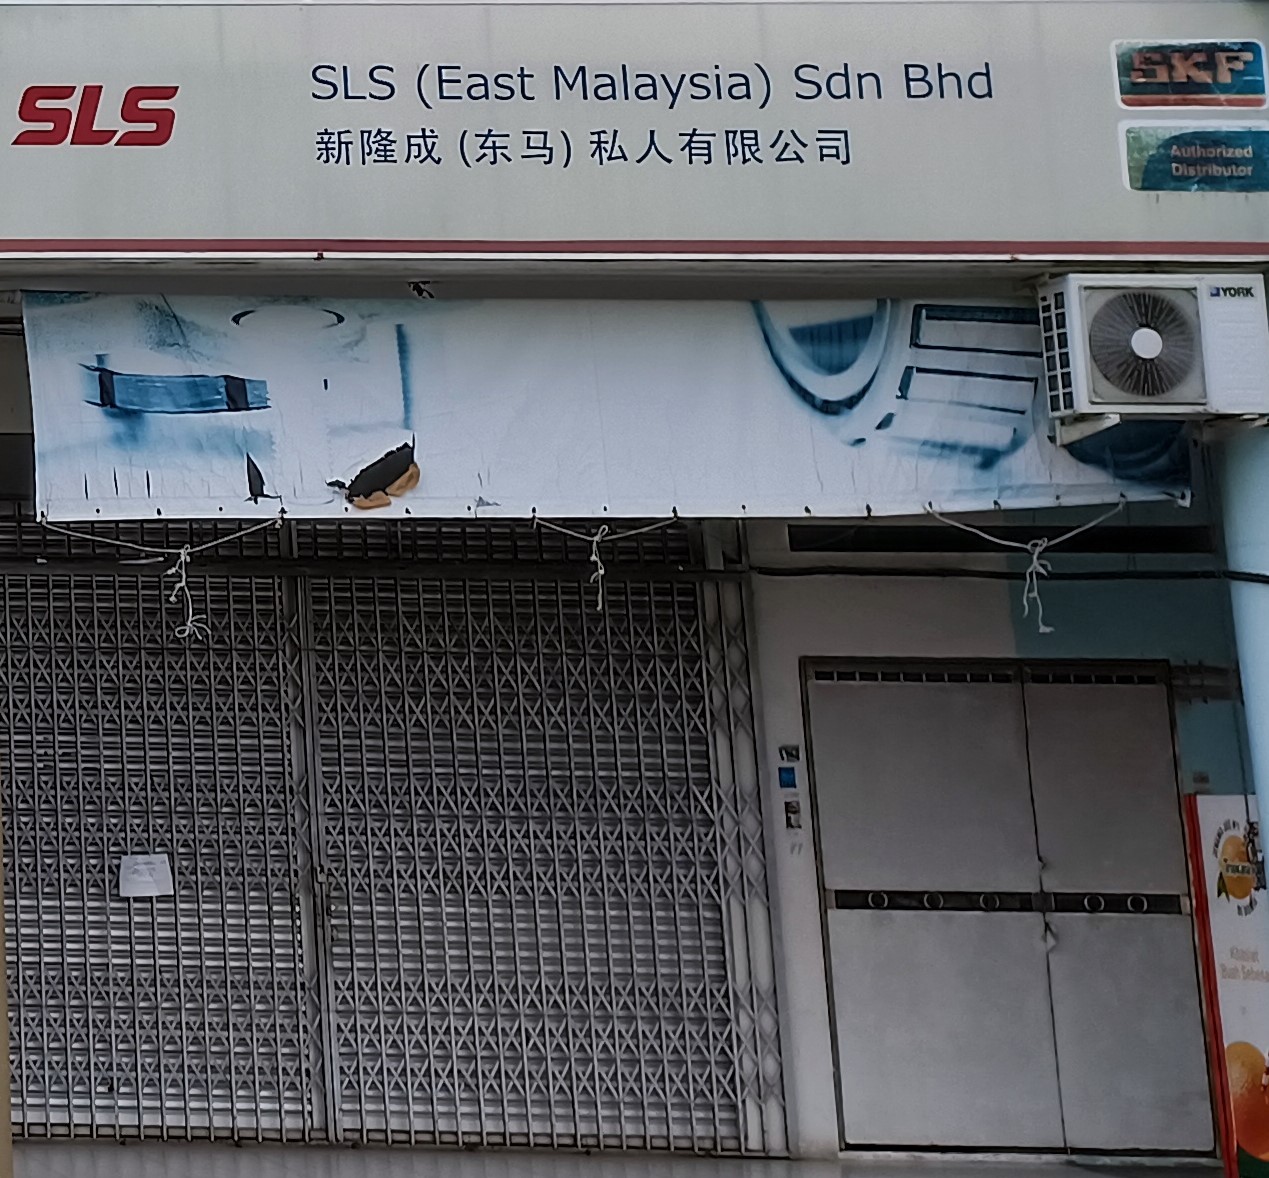 SLS
SLS (East Malaysia) Sdn Bhd
新隆成 (东马) 私人有限公司
SKF
Authorized
Distributor
YORK
Khasiat